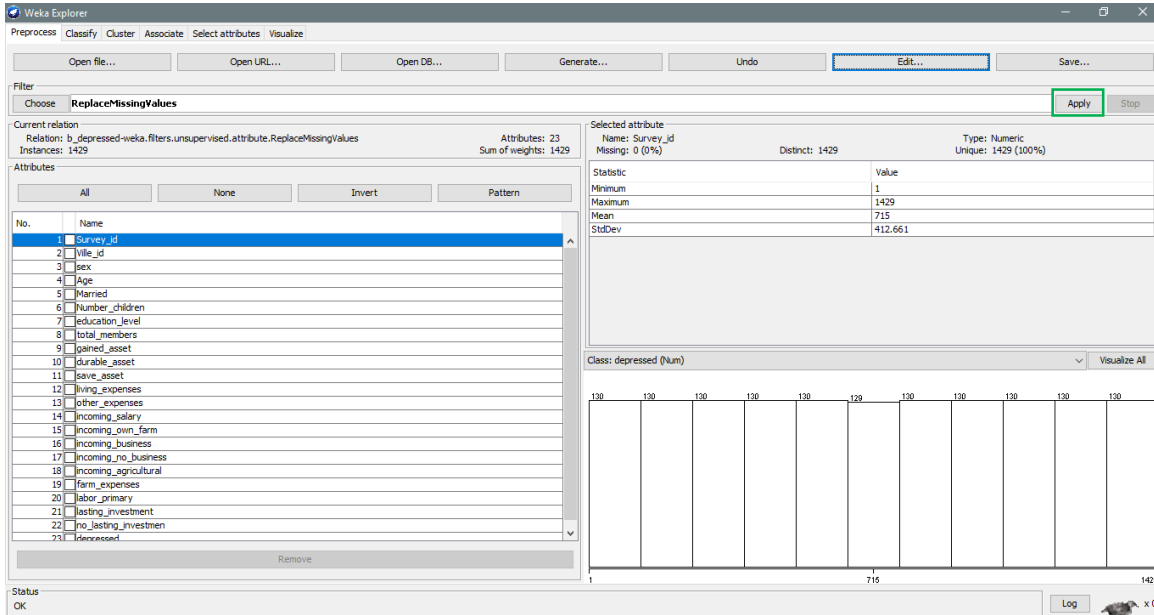 Weka Explorer
Preprocess Classify Cluster Associate Select attributes Visualize
Open file... Open URL... Open DB... Generate... Undo Edit... Save...
Filter
Choose ReplaceMissingValues Apply Stop
Current relation
Relation: b_depressed-weka.filters.unsupervised.attribute.ReplaceMissingValues Attributes: 23
Instances: 1429 Sum of weights: 1429
Attributes
All None Invert Pattern
No. Name
1 Survey_id
2 Ville_id
3 sex
4 Age
5 Married
6 Number_children
7 education_level
8 total_members
9 gained_asset
10 durable_asset
11 save_asset
12 living_expenses
13 other_expenses
14 incoming_salary
15 incoming_own_farm
16 incoming_business
17 incoming_no_business
18 incoming_agricultural
19 farm_expenses
20 labor_primary
21 lasting_investment
22 no_lasting_investmen
23 depressed
Remove
Selected attribute
Name: Survey_id Type: Numeric
Missing: 0 (0%) Distinct: 1429 Unique: 1429 (100%)
Statistic Value
Minimum 1
Maximum 1429
Mean 715
StdDev 412.661
Class: depressed (Num) Visualize All
130 130 130 130 130 129 130 130 130 130 130
1 715 142
Status
OK Log x